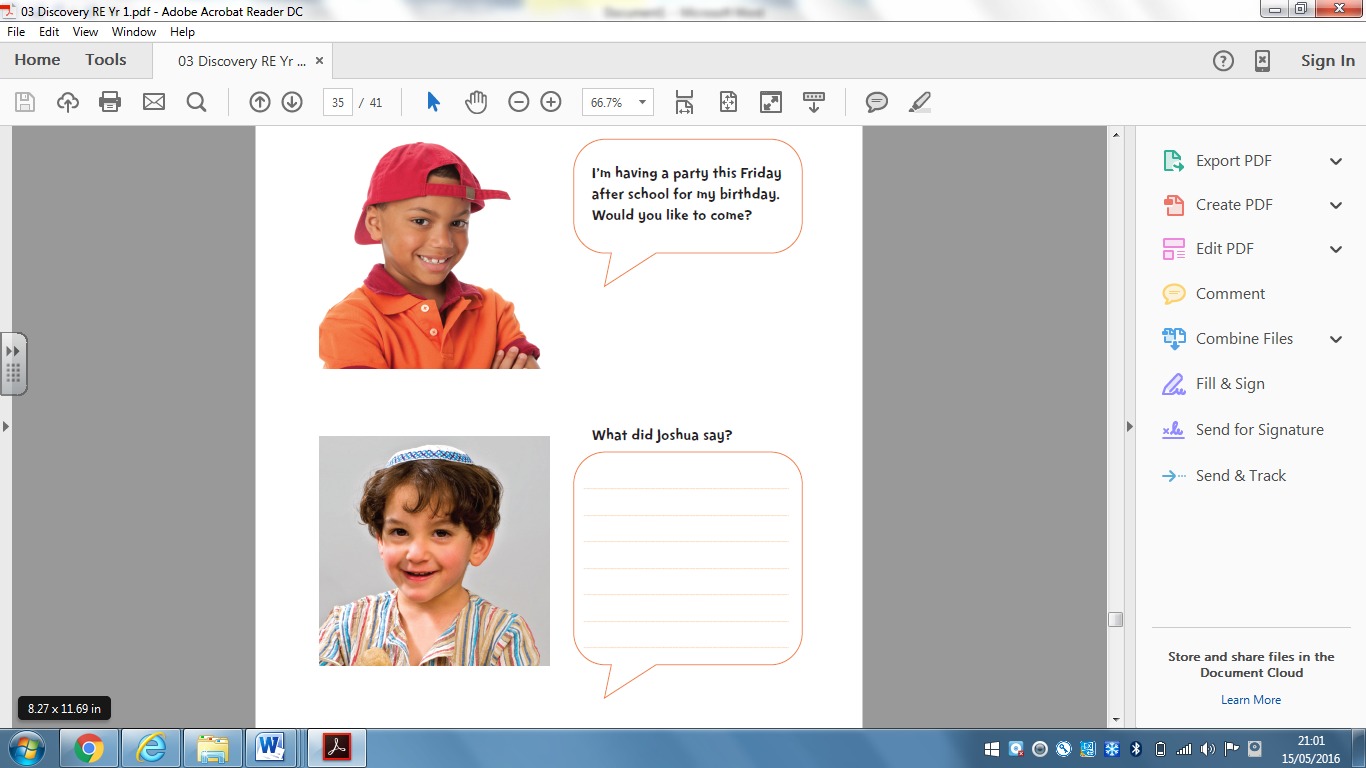 03 Discovery RE Yr 1.pdf - Adobe Acrobat Reader DC
Document1 - Microsoft Word
File Edit View Window Help
Home Tools 03 Discovery RE Yr ... × Sign In
35 / 41 66.7%
I'm having a party this Friday
after school for my birthday.
Would you like to come?
What did Joshua say?
Export PDF
Create PDF
Edit PDF
Comment
Combine Files
Fill & Sign
Send for Signature
Send & Track
Store and share files in the
Document Cloud
Learn More
8.27 x 11.69 in
21:01
15/05/2016